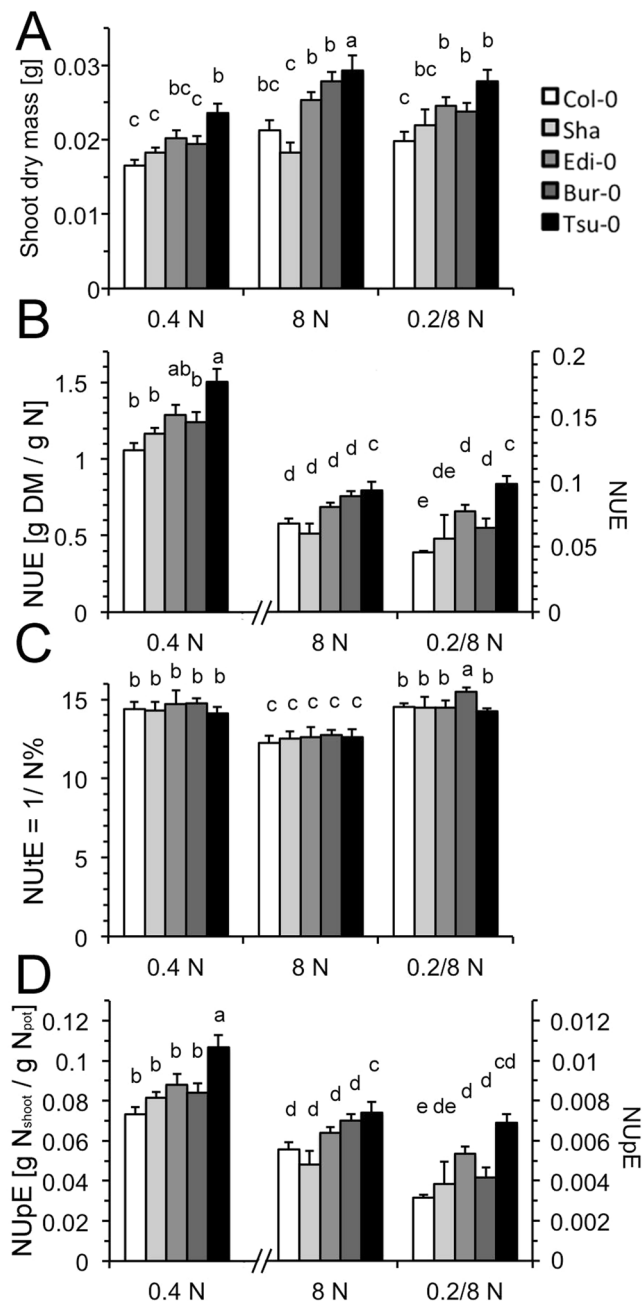 A
Shoot dry mass [g]
0.03
0.02
0.01
0
c c bc c b
bc c b b a
c bc b b b
0.4 N 8 N 0.2/8 N
Col-0
Sha
Edi-0
Bur-0
Tsu-0
B
NUE [g DM / g N]
1.5
1
0.5
0
b b ab b a
d d d d c
e de d d c
0.2
0.15
0.1
0.05
0
NUE
0.4 N 8 N 0.2/8 N
C
NUtE = 1/ N%
15
10
5
0
b b b b b
c c c c c
b b b a b
0.4 N 8 N 0.2/8 N
D
NUpE [g Nshoot / g Npot]
0.12
0.1
0.08
0.06
0.04
0.02
0
b b b b a
d d d d c
e de d d cd
0.012
0.01
0.008
0.006
0.004
0.002
0
NUpE
0.4 N 8 N 0.2/8 N